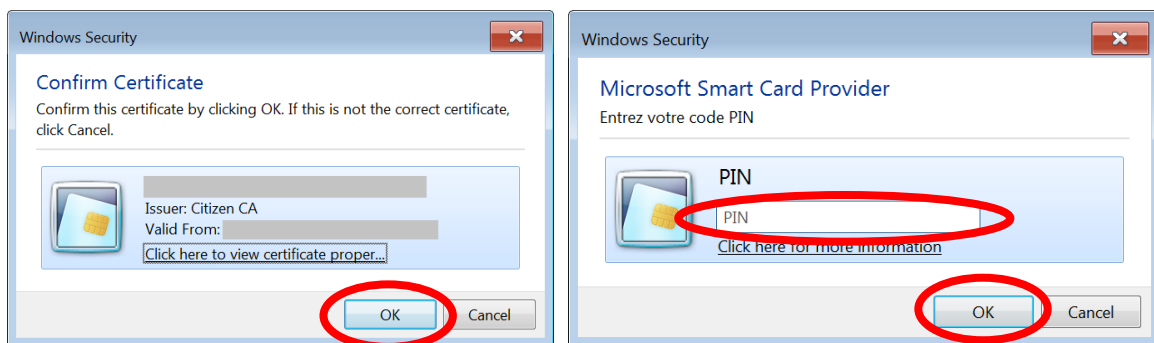 Windows Security
Confirm Certificate
Confirm this certificate by clicking OK. If this is not the correct certificate,
click Cancel.
Issuer: Citizen CA
Valid From:
Click here to view certificate proper...
OK
Cancel
Windows Security
Microsoft Smart Card Provider
Entrez votre code PIN
PIN
PIN
Click here for more information
OK
Cancel